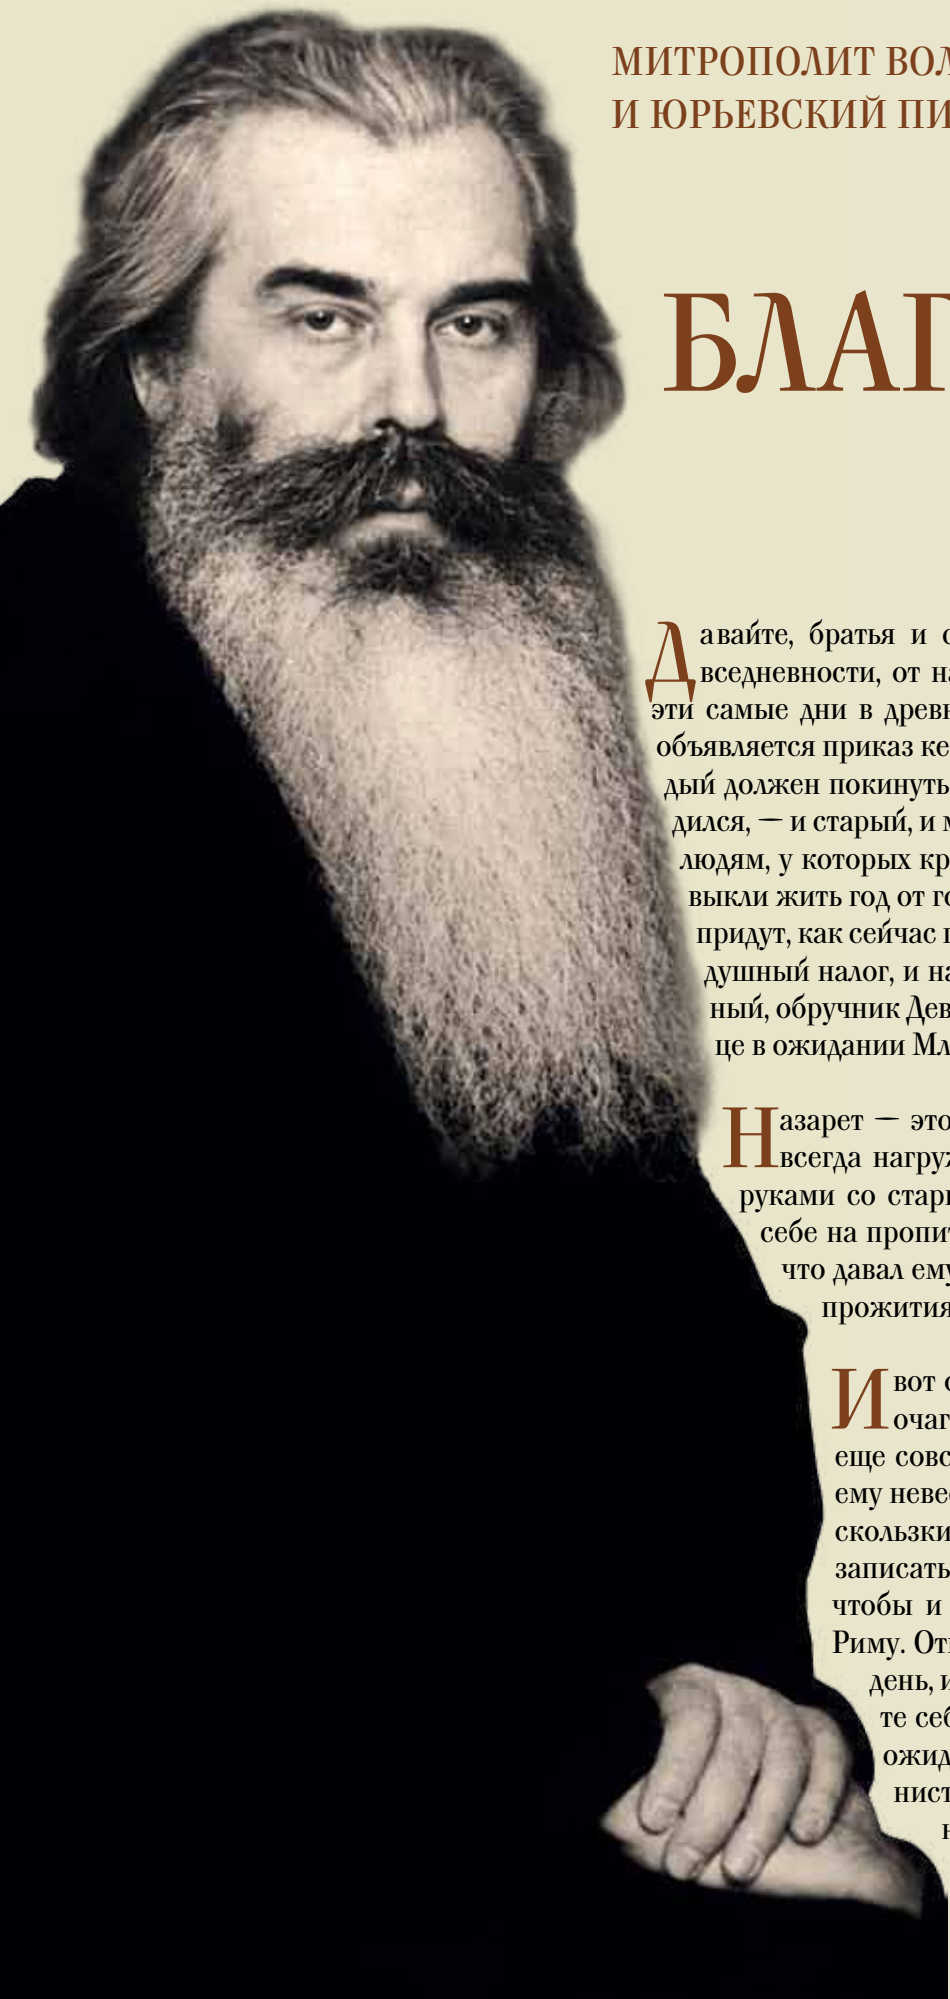 МИТРОПОЛИТ ВОЛ
И ЮРЬЕВСКИЙ ПИ
БЛАГ
Давайте, братья и с
вседневности, от на
эти самые дни в древн
объявляется приказ ке
дый должен покинуть
дился, — и старый, и м
людям, у которых кр
выкли жить год от го
придут, как сейчас п
душный налог, и на
ный, обручник Дев
це в ожидании Мл
Назарет — это
всегда нагруж
руками со стар
себе на пропит
что давал ему
прожития
И вот о
очаг
еще совс
ему неве
скользки
записать
чтобы и
Риму. От
день, и
те себ
ожид
нист
н